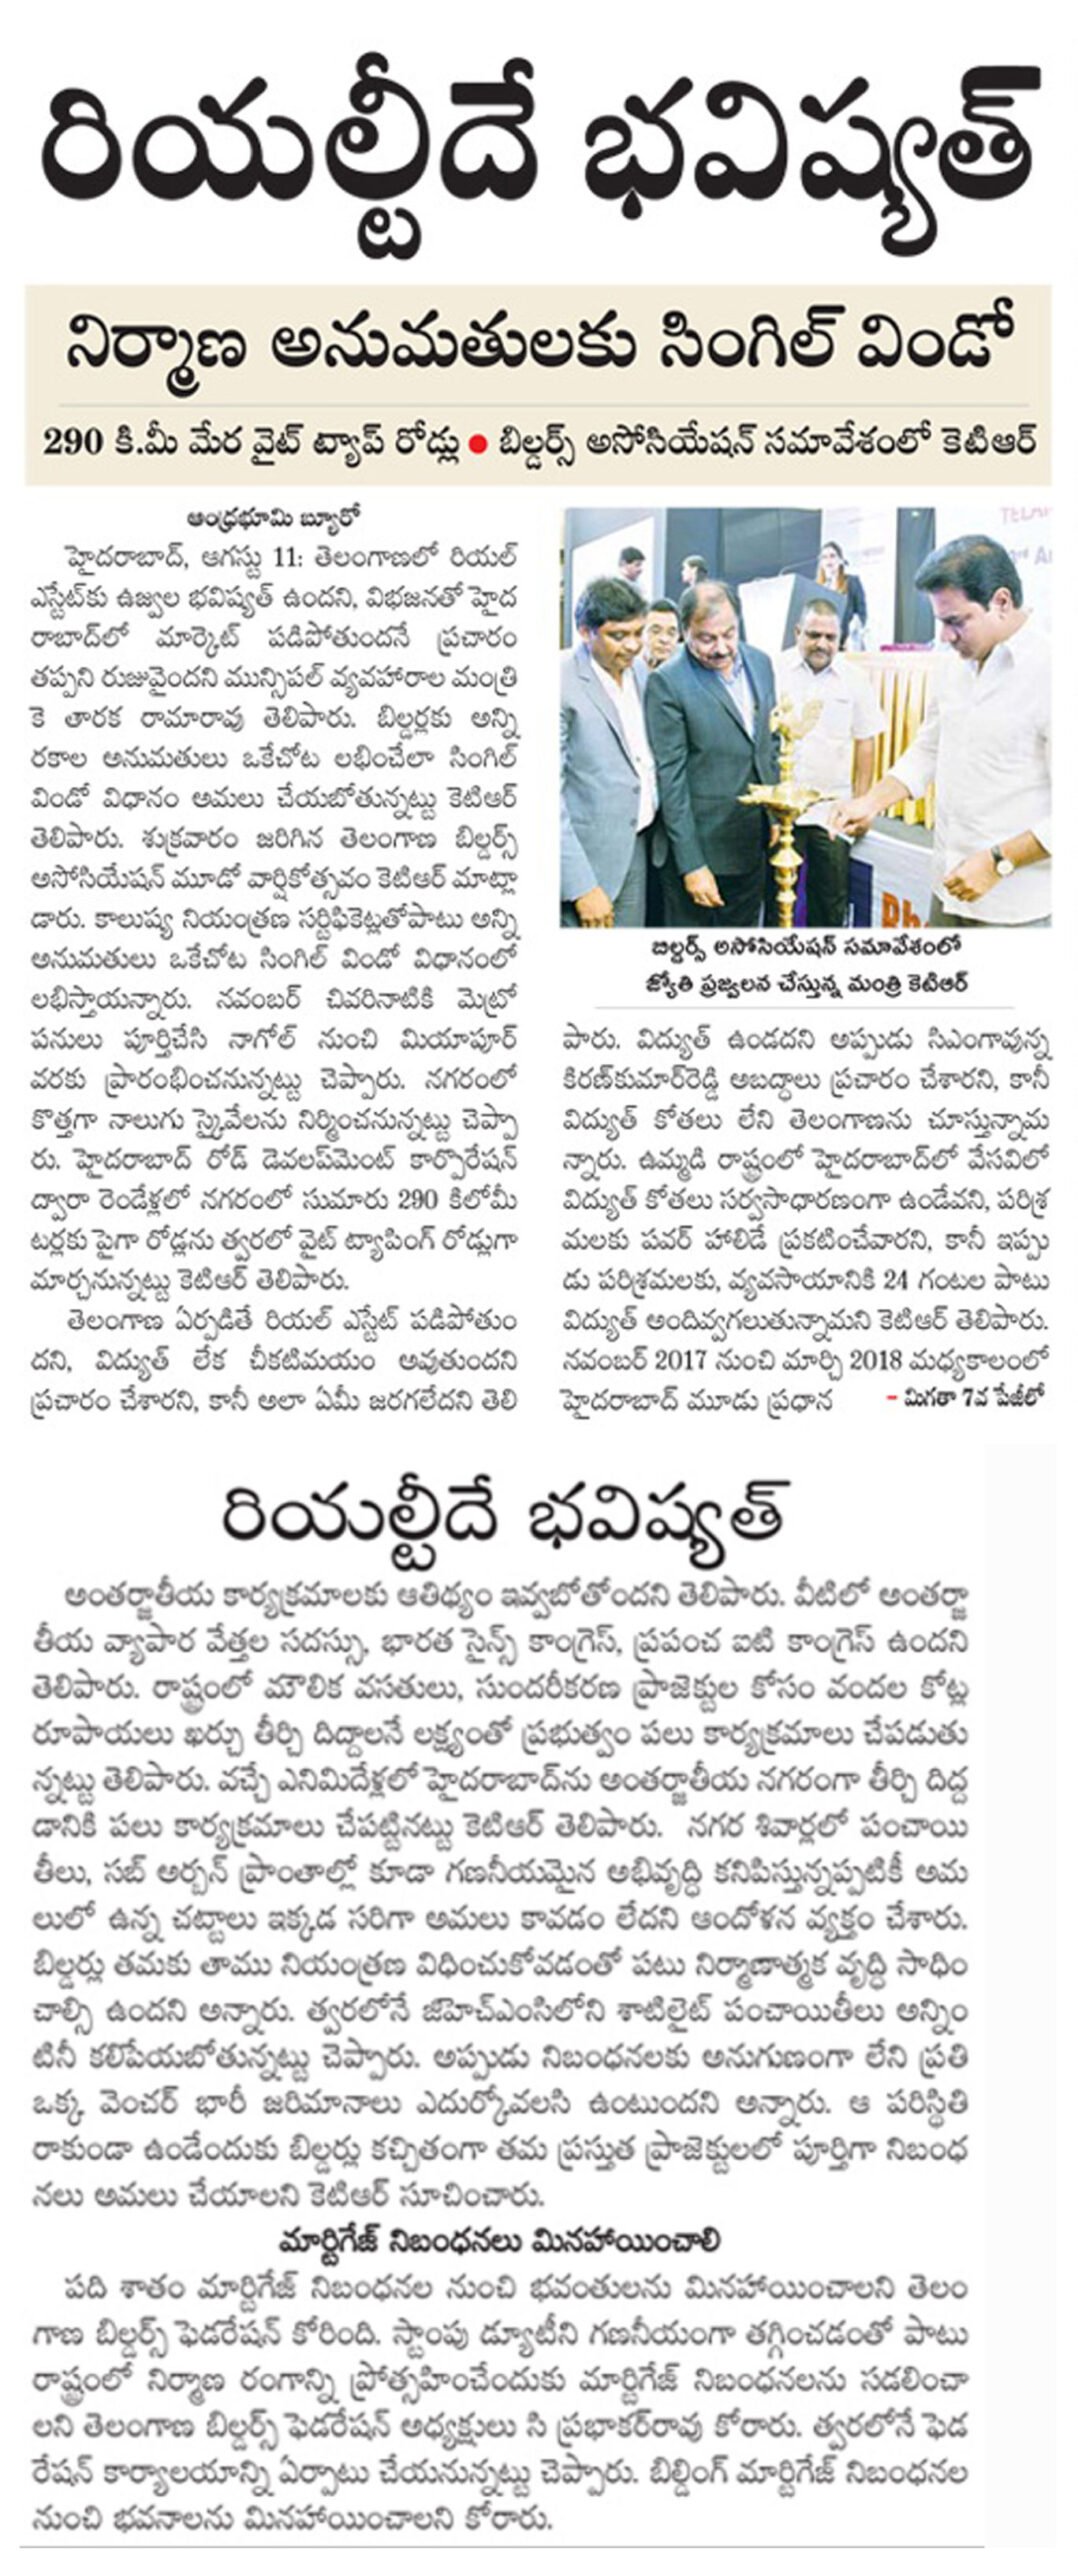 రియల్టీదే భవిష్యత్
నిర్మాణ అనుమతులకు సింగిల్ విండో
290 కి.మీ మేర వైట్ ట్యాప్ రోడ్లు ● బిల్డర్స్ అసోసియేషన్ సమావేశంలో కెటిఆర్
ఆంధ్రభూమి బ్యూరో
హైదరాబాద్, ఆగస్టు 11: తెలంగాణలో రియల్
ఎస్టేట్‌కు ఉజ్వల భవిష్యత్ ఉందని, విభజనతో హైద
రాబాద్‌లో మార్కెట్ పడిపోతుందనే ప్రచారం
తప్పని రుజువైందని మున్సిపల్ వ్యవహారాల మంత్రి
కె తారక రామారావు తెలిపారు. బిల్డర్లకు అన్ని
రకాల అనుమతులు ఒకేచోట లభించేలా సింగిల్
విండో విధానం అమలు చేయబోతున్నట్టు కెటిఆర్
తెలిపారు. శుక్రవారం జరిగిన తెలంగాణ బిల్డర్స్
అసోసియేషన్ మూడో వార్షికోత్సవం కెటిఆర్ మాట్లా
డారు. కాలుష్య నియంత్రణ సర్టిఫికెట్లతోపాటు అన్ని
అనుమతులు ఒకేచోట సింగిల్ విండో విధానంలో
లభిస్తాయన్నారు. నవంబర్ చివరినాటికి మెట్రో
పనులు పూర్తిచేసి నాగోల్ నుంచి మియాపూర్
వరకు ప్రారంభించనున్నట్టు చెప్పారు. నగరంలో
కొత్తగా నాలుగు స్కైవేలను నిర్మించనున్నట్టు చెప్పా
రు. హైదరాబాద్ రోడ్ డెవలప్‌మెంట్ కార్పొరేషన్
ద్వారా రెండేళ్లలో నగరంలో సుమారు 290 కిలోమీ
టర్లకు పైగా రోడ్లను త్వరలో వైట్ ట్యాపింగ్ రోడ్లుగా
మార్చనున్నట్టు కెటిఆర్ తెలిపారు.
తెలంగాణ ఏర్పడితే రియల్ ఎస్టేట్ పడిపోతుం
దని, విద్యుత్ లేక చీకటిమయం అవుతుందని
ప్రచారం చేశారని, కానీ అలా ఏమీ జరగలేదని తెలి
TELAN
3rd An
Bh
బిల్డర్స్ అసోసియేషన్ సమావేశంలో
జ్యోతి ప్రజ్వలన చేస్తున్న మంత్రి కెటిఆర్
పారు. విద్యుత్ ఉండదని అప్పుడు సిఎంగావున్న
కిరణ్‌కుమార్‌రెడ్డి అబద్ధాలు ప్రచారం చేశారని, కానీ
విద్యుత్ కోతలు లేని తెలంగాణను చూస్తున్నామ
న్నారు. ఉమ్మడి రాష్ట్రంలో హైదరాబాద్‌లో వేసవిలో
విద్యుత్ కోతలు సర్వసాధారణంగా ఉండేవని, పరిశ్ర
మలకు పవర్ హాలిడే ప్రకటించేవారని, కానీ ఇప్పు
డు పరిశ్రమలకు, వ్యవసాయానికి 24 గంటల పాటు
విద్యుత్ అందివ్వగలుతున్నామని కెటిఆర్ తెలిపారు.
నవంబర్ 2017 నుంచి మార్చి 2018 మధ్యకాలంలో
హైదరాబాద్ మూడు ప్రధాన – మిగతా 7వ పేజీలో
రియల్టీదే భవిష్యత్
అంతర్జాతీయ కార్యక్రమాలకు ఆతిథ్యం ఇవ్వబోతోందని తెలిపారు. వీటిలో అంతర్జా
తీయ వ్యాపార వేత్తల సదస్సు, భారత సైన్స్ కాంగ్రెస్, ప్రపంచ ఐటి కాంగ్రెస్ ఉందని
తెలిపారు. రాష్ట్రంలో మౌలిక వసతులు, సుందరీకరణ ప్రాజెక్టుల కోసం వందల కోట్ల
రూపాయలు ఖర్చు తీర్చి దిద్దాలనే లక్ష్యంతో ప్రభుత్వం పలు కార్యక్రమాలు చేపడుతు
న్నట్టు తెలిపారు. వచ్చే ఎనిమిదేళ్లలో హైదరాబాద్‌ను అంతర్జాతీయ నగరంగా తీర్చి దిద్ద
డానికి పలు కార్యక్రమాలు చేపట్టినట్టు కెటిఆర్ తెలిపారు. నగర శివార్లలో పంచాయి
తీలు, సబ్ అర్బన్ ప్రాంతాల్లో కూడా గణనీయమైన అభివృద్ధి కనిపిస్తున్నప్పటికీ అమ
లులో ఉన్న చట్టాలు ఇక్కడ సరిగా అమలు కావడం లేదని ఆందోళన వ్యక్తం చేశారు.
బిల్డర్లు తమకు తాము నియంత్రణ విధించుకోవడంతో పటు నిర్మాణాత్మక వృద్ధి సాధిం
చాల్సి ఉందని అన్నారు. త్వరలోనే జిహెచ్‌ఎంసిలోని శాటిలైట్ పంచాయితీలు అన్నిం
టినీ కలిపేయబోతున్నట్టు చెప్పారు. అప్పుడు నిబంధనలకు అనుగుణంగా లేని ప్రతి
ఒక్క వెంచర్ భారీ జరిమానాలు ఎదుర్కోవలసి ఉంటుందని అన్నారు. ఆ పరిస్థితి
రాకుండా ఉండేందుకు బిల్డర్లు కచ్చితంగా తమ ప్రస్తుత ప్రాజెక్టులలో పూర్తిగా నిబంధ
నలు అమలు చేయాలని కెటిఆర్ సూచించారు.
మార్టిగేజ్ నిబంధనలు మినహాయించాలి
పది శాతం మార్టిగేజ్ నిబంధనల నుంచి భవంతులను మినహాయించాలని తెలం
గాణ బిల్డర్స్ ఫెడరేషన్ కోరింది. స్టాంపు డ్యూటీని గణనీయంగా తగ్గించడంతో పాటు
రాష్ట్రంలో నిర్మాణ రంగాన్ని ప్రోత్సహించేందుకు మార్టిగేజ్ నిబంధనలను సడలించా
లని తెలంగాణ బిల్డర్స్ ఫెడరేషన్ అధ్యక్షులు సి ప్రభాకర్‌రావు కోరారు. త్వరలోనే ఫెడ
రేషన్ కార్యాలయాన్ని ఏర్పాటు చేయనున్నట్టు చెప్పారు. బిల్డింగ్ మార్టిగేజ్ నిబంధనల
నుంచి భవనాలను మినహాయించాలని కోరారు.